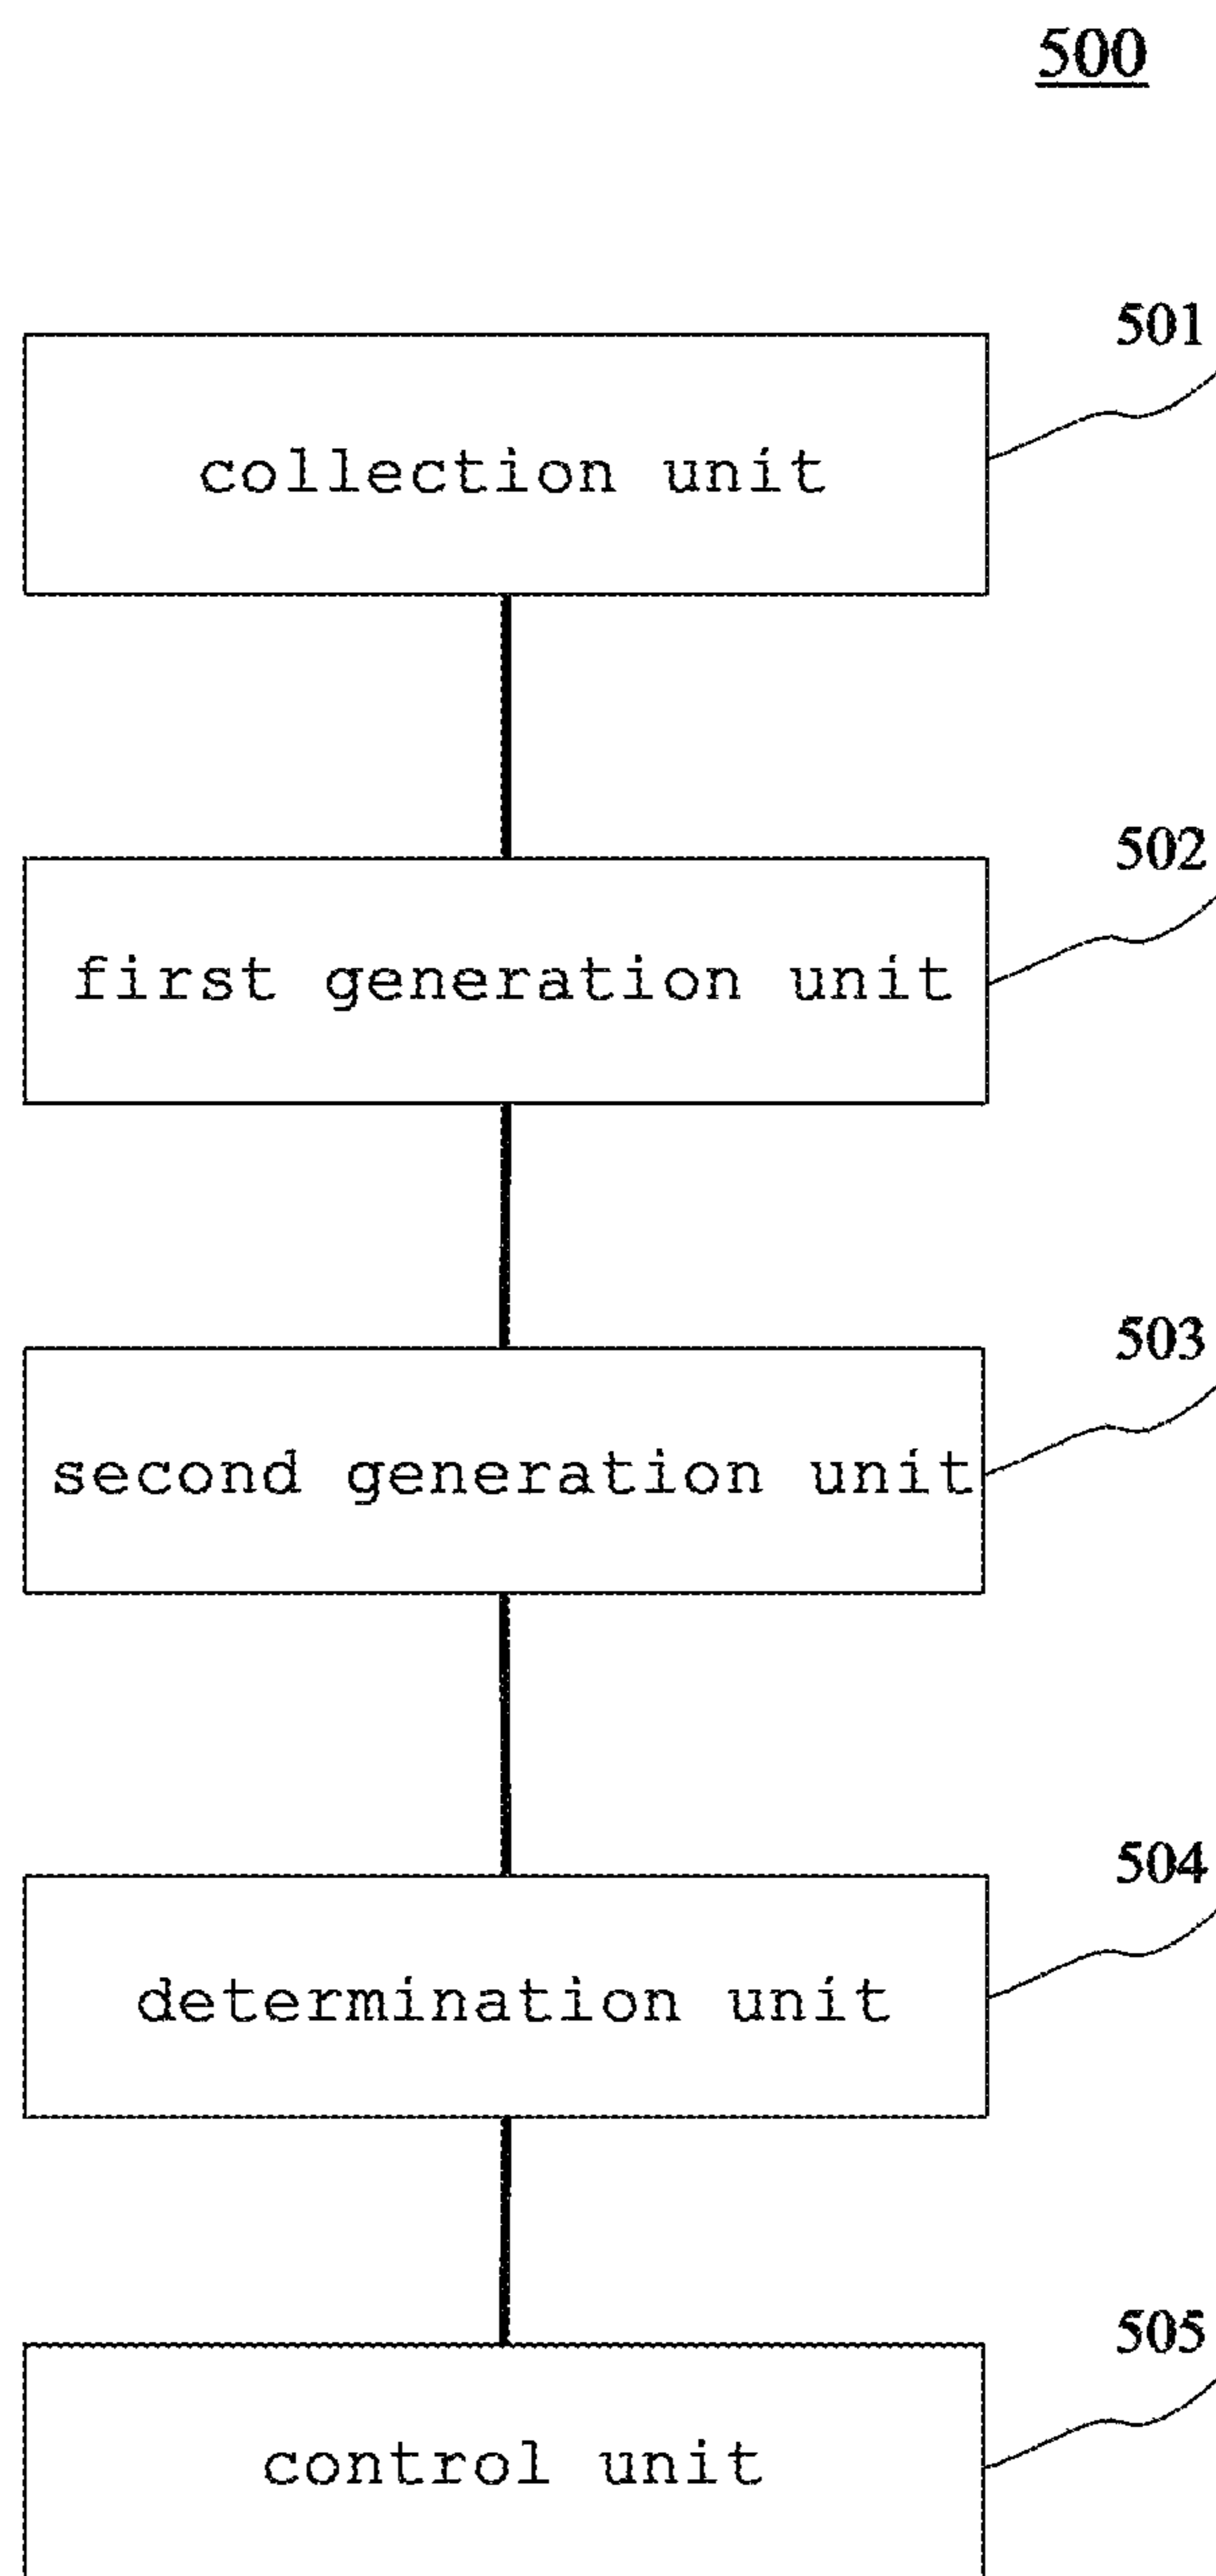 500
501
collection unit
502
first generation unit
503
second generation unit
504
determination unit
505
control unit